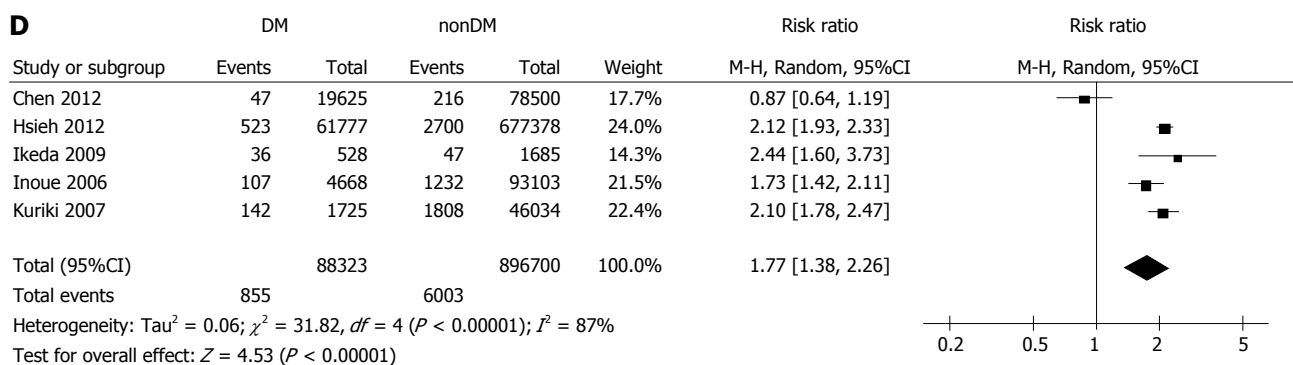 D DM nonDM Risk ratio Risk ratio
Study or subgroup Events Total Events Total Weight M-H, Random, 95%CI M-H, Random, 95%CI
Chen 2012 47 19625 216 78500 17.7% 0.87 [0.64, 1.19]
Hsieh 2012 523 61777 2700 677378 24.0% 2.12 [1.93, 2.33]
Ikeda 2009 36 528 47 1685 14.3% 2.44 [1.60, 3.73]
Inoue 2006 107 4668 1232 93103 21.5% 1.73 [1.42, 2.11]
Kuriki 2007 142 1725 1808 46034 22.4% 2.10 [1.78, 2.47]
Total (95%CI) 88323 896700 100.0% 1.77 [1.38, 2.26]
Total events 855 6003
Heterogeneity: Tau² = 0.06; χ² = 31.82, df = 4 (P < 0.00001); I² = 87%
Test for overall effect: Z = 4.53 (P < 0.00001)
0.2 0.5 1 2 5